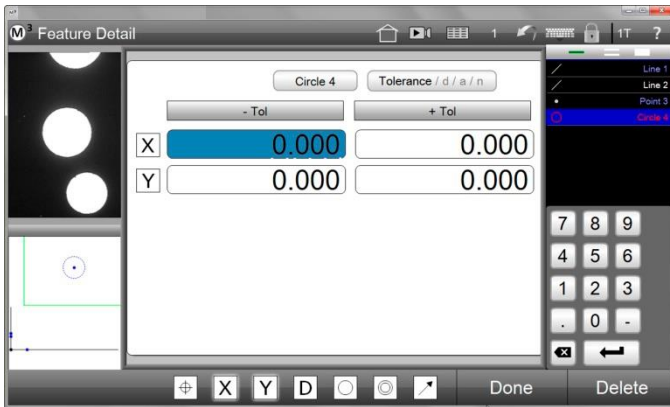 M³ Feature Detail 1 1T ?
Circle 4 Tolerance / d / a / n
- Tol + Tol
X 0.000 0.000
Y 0.000 0.000
Line 1
Line 2
Point 3
Circle 4
7 8 9
4 5 6
1 2 3
. 0 -
X Y D Done Delete